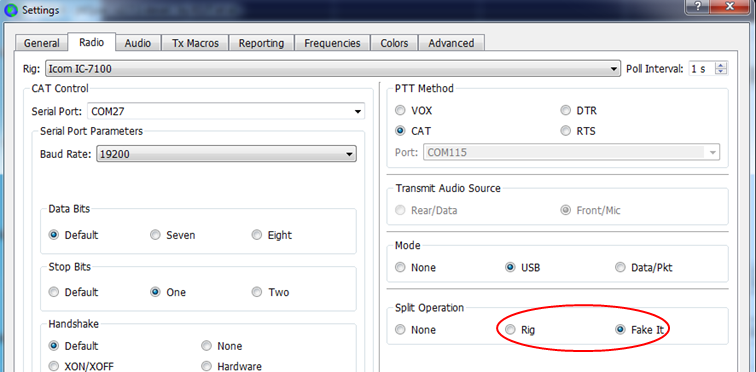 Settings
General Radio Audio Tx Macros Reporting Frequencies Colors Advanced
Rig: Icom IC-7100 Poll Interval: 1 s
CAT Control
Serial Port: COM27
Serial Port Parameters
Baud Rate: 19200
Data Bits
Default Seven Eight
Stop Bits
Default One Two
Handshake
Default None
XON/XOFF Hardware
PTT Method
VOX DTR
CAT RTS
Port: COM115
Transmit Audio Source
Rear/Data Front/Mic
Mode
None USB Data/Pkt
Split Operation
None Rig Fake It